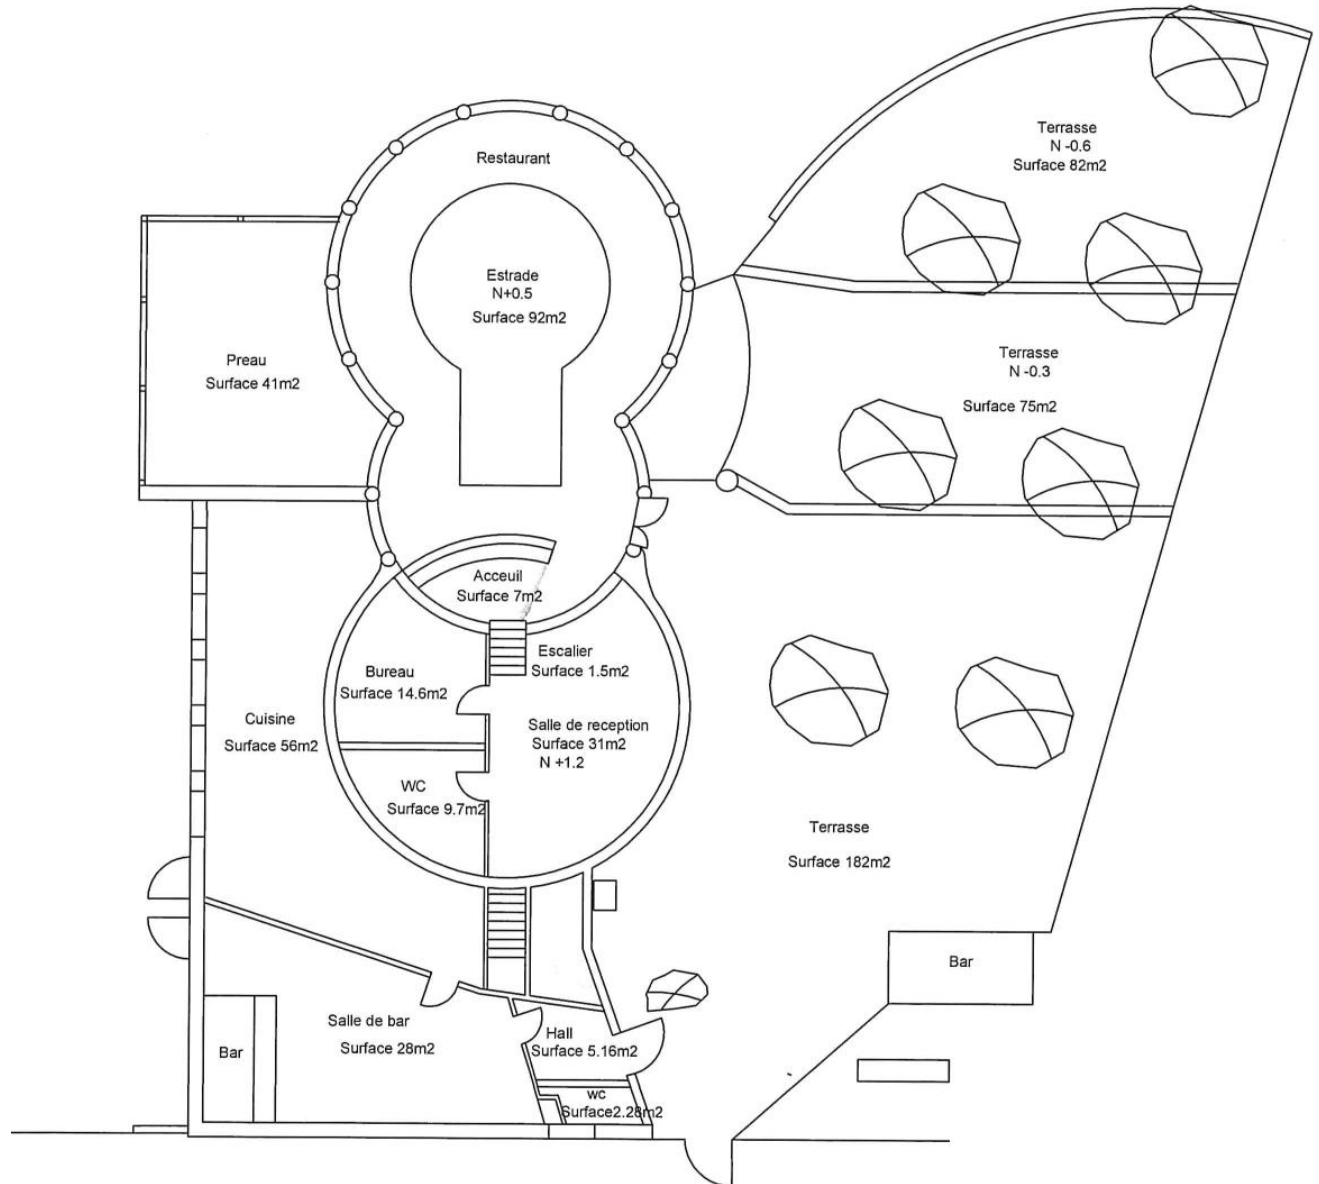 Terrasse
N -0.6
Surface 82m2
Restaurant
Estrade
N+0.5
Surface 92m2
Preau
Surface 41m2
Terrasse
N -0.3
Surface 75m2
Acceuil
Surface 7m2
Escalier
Surface 1.5m2
Bureau
Surface 14.6m2
Salle de reception
Surface 31m2
N +1.2
Cuisine
Surface 56m2
WC
Surface 9.7m2
Terrasse
Surface 182m2
Bar
Salle de bar
Surface 28m2
Bar
Hall
Surface 5.16m2
wc
Surface2.28m2